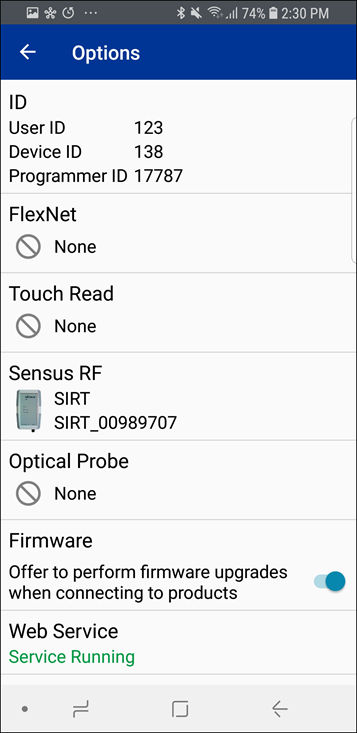 74% 2:30 PM
Options
ID
User ID 123
Device ID 138
Programmer ID 17787
FlexNet
None
Touch Read
None
Sensus RF
SIRT
SIRT_00989707
Optical Probe
None
Firmware
Offer to perform firmware upgrades
when connecting to products
Web Service
Service Running